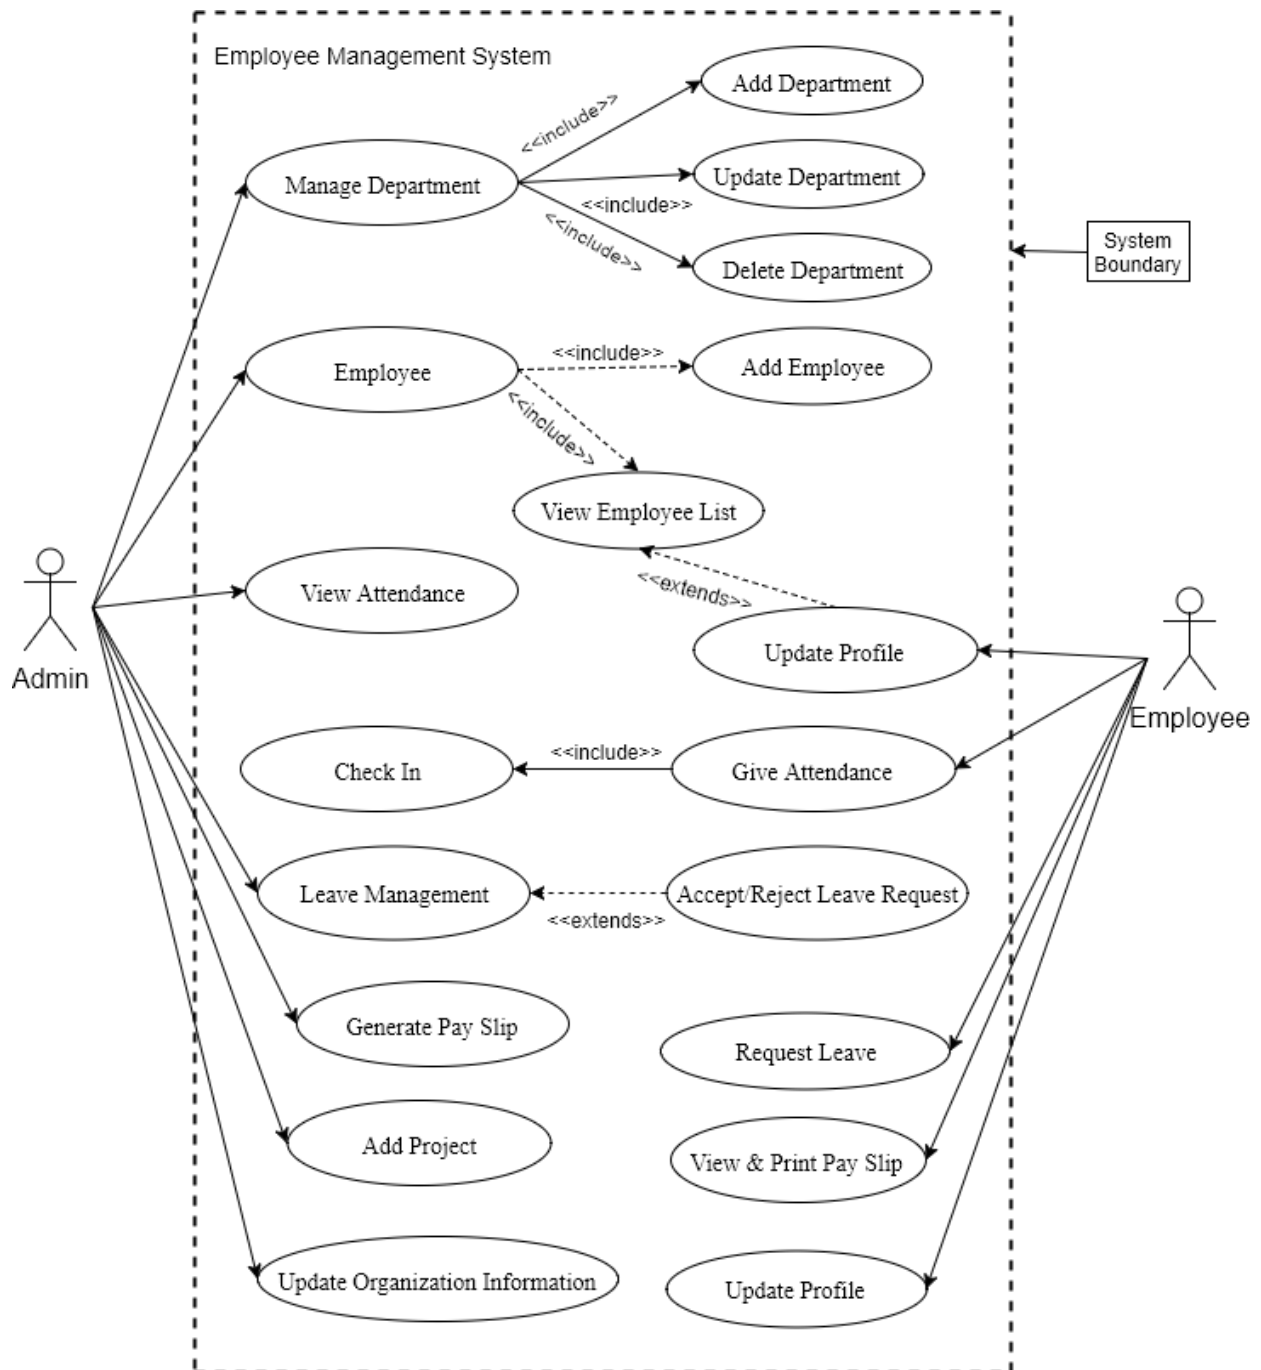 Employee Management System
Add Department
<<include>>
Manage Department
Update Department
<<include>>
<<include>>
Delete Department
System
Boundary
<<include>>
Employee
Add Employee
<<include>>
View Employee List
View Attendance
<<extends>>
Update Profile
Admin
Employee
<<include>>
Check In
Give Attendance
Leave Management
Accept/Reject Leave Request
<<extends>>
Generate Pay Slip
Request Leave
Add Project
View & Print Pay Slip
Update Organization Information
Update Profile